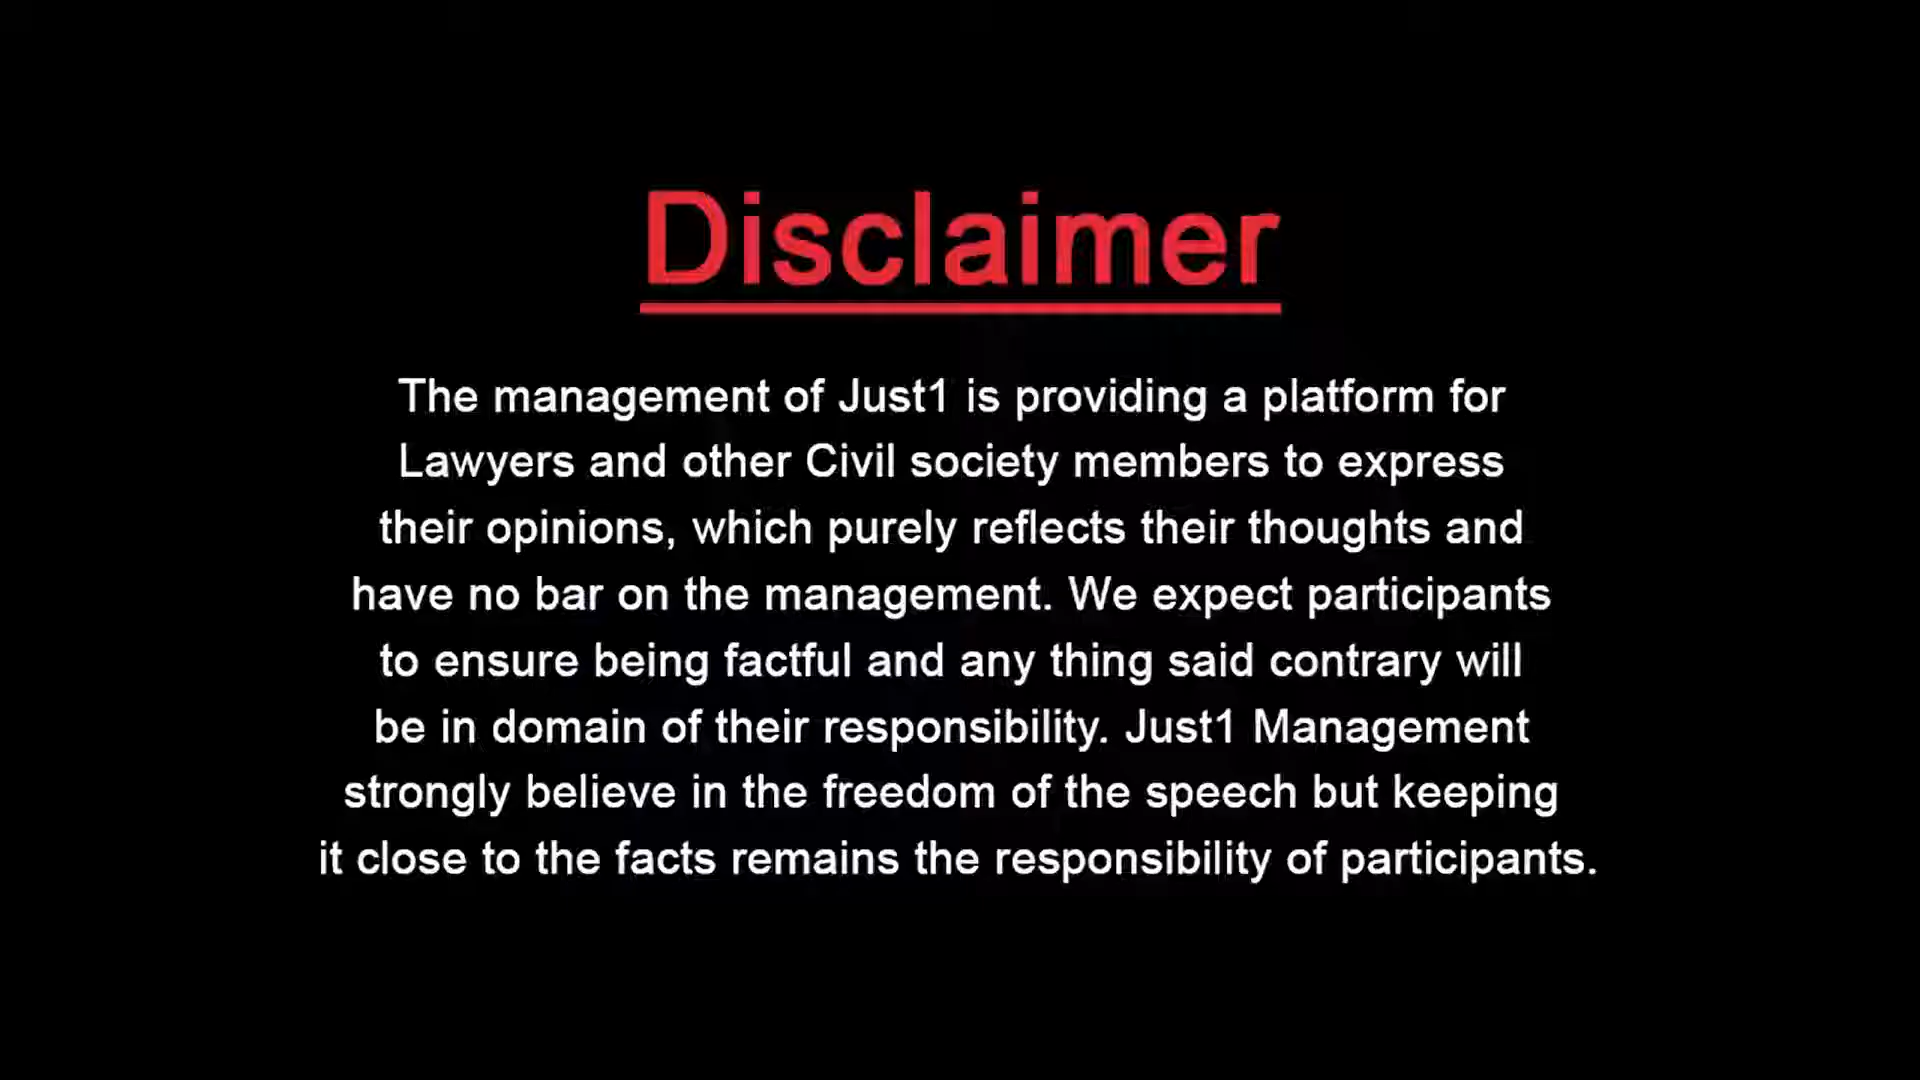 Disclaimer
The management of Just1 is providing a platform for
Lawyers and other Civil society members to express
their opinions, which purely reflects their thoughts and
have no bar on the management. We expect participants
to ensure being factful and any thing said contrary will
be in domain of their responsibility. Just1 Management
strongly believe in the freedom of the speech but keeping
it close to the facts remains the responsibility of participants.